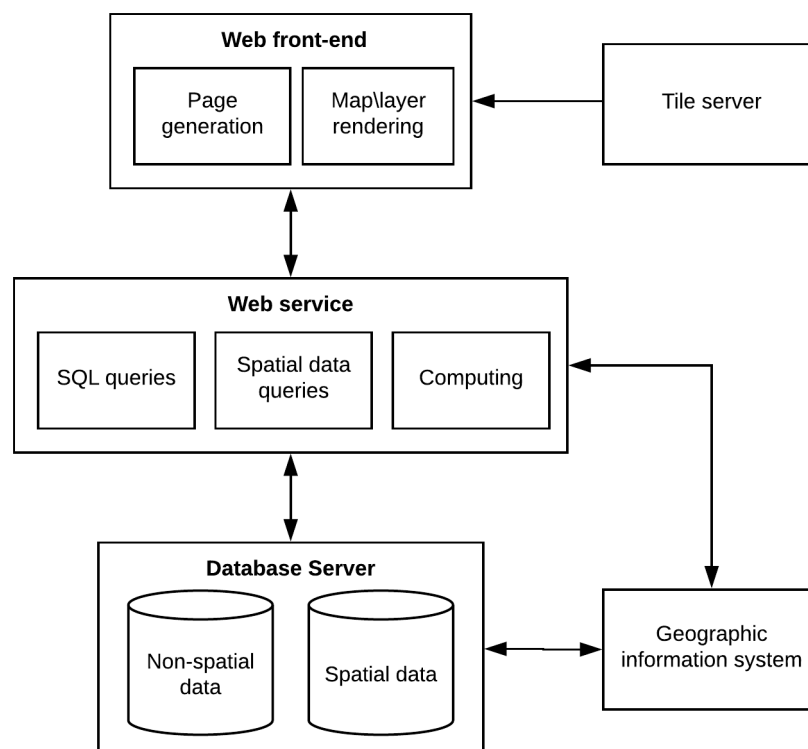 Web front-end
Page
generation
Map\layer
rendering
Tile server
Web service
SQL queries
Spatial data
queries
Computing
Database Server
Non-spatial
data
Spatial data
Geographic
information system